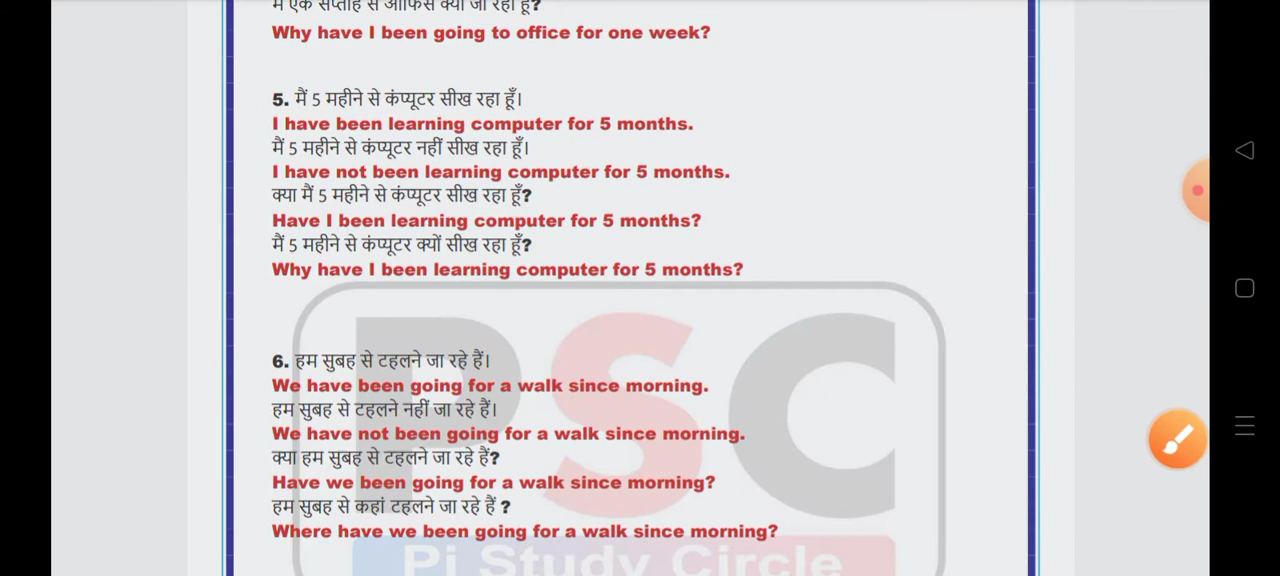 मैं एक सप्ताह से ऑफिस क्यों जा रहा हूँ?
Why have I been going to office for one week?
5. मैं 5 महीने से कंप्यूटर सीख रहा हूँ।
I have been learning computer for 5 months.
मैं 5 महीने से कंप्यूटर नहीं सीख रहा हूँ।
I have not been learning computer for 5 months.
क्या मैं 5 महीने से कंप्यूटर सीख रहा हूँ?
Have I been learning computer for 5 months?
मैं 5 महीने से कंप्यूटर क्यों सीख रहा हूँ?
Why have I been learning computer for 5 months?
6. हम सुबह से टहलने जा रहे हैं।
We have been going for a walk since morning.
हम सुबह से टहलने नहीं जा रहे हैं।
We have not been going for a walk since morning.
क्या हम सुबह से टहलने जा रहे हैं?
Have we been going for a walk since morning?
हम सुबह से कहां टहलने जा रहे हैं ?
Where have we been going for a walk since morning?
PSC
Pi Study Circle